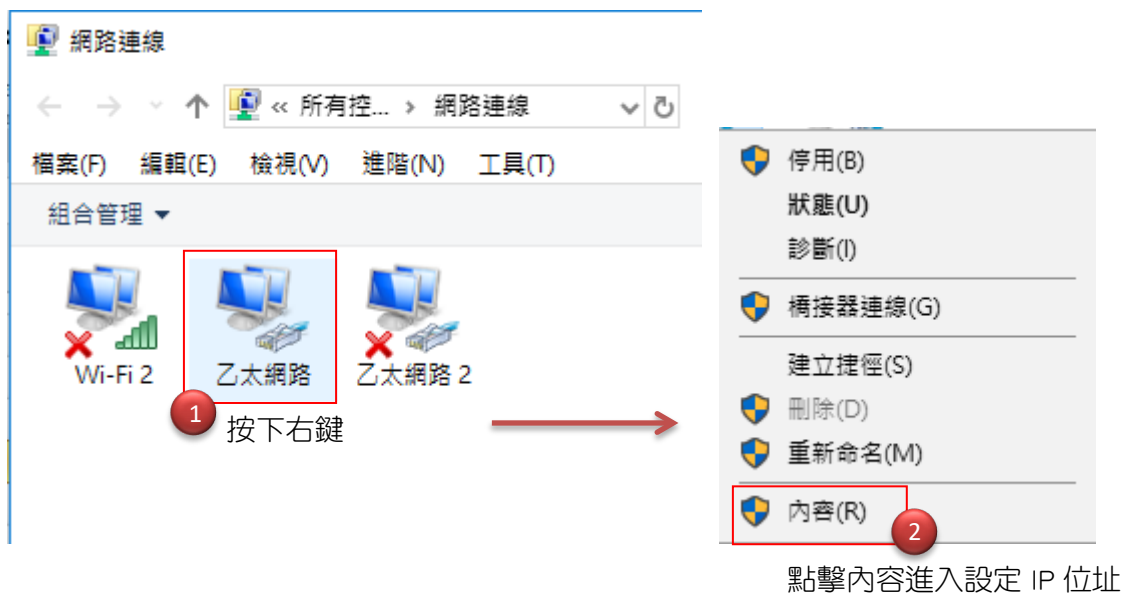 網路連線
« 所有控... › 網路連線
檔案(F) 編輯(E) 檢視(V) 進階(N) 工具(T)
組合管理
Wi-Fi 2 乙太網路 乙太網路 2
1 按下右鍵
停用(B)
狀態(U)
診斷(I)
橋接器連線(G)
建立捷徑(S)
刪除(D)
重新命名(M)
內容(R)
2
點擊內容進入設定 IP 位址